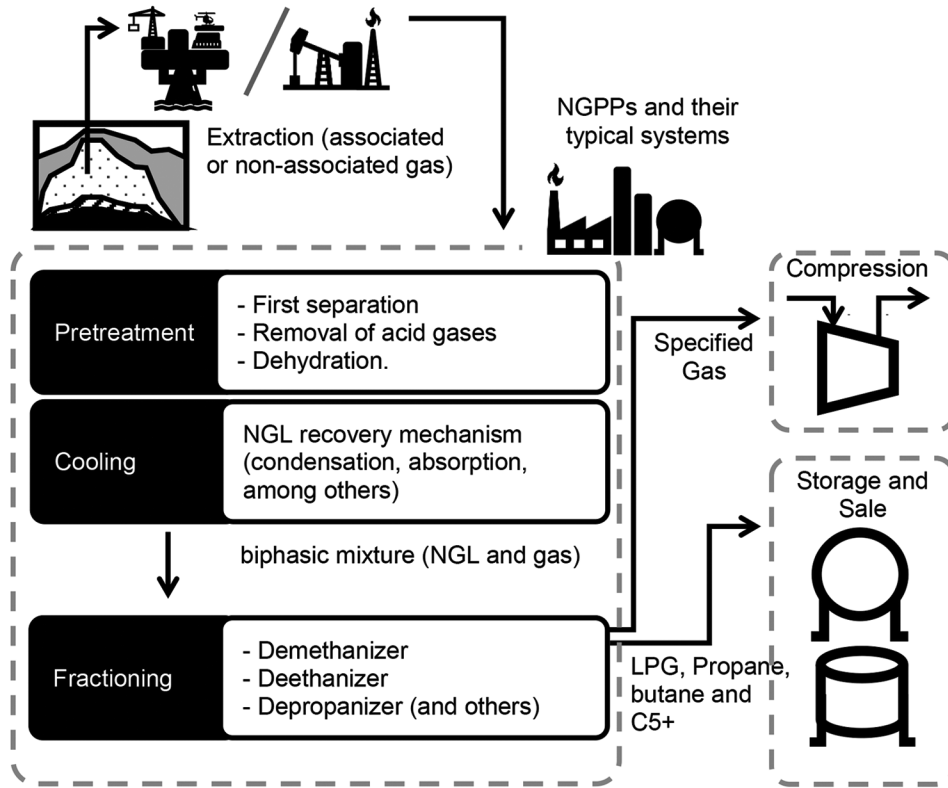 Extraction (associated
or non-associated gas)
NGPPs and their
typical systems
Pretreatment
- First separation
- Removal of acid gases
- Dehydration.
Cooling
NGL recovery mechanism
(condensation, absorption,
among others)
biphasic mixture (NGL and gas)
Fractioning
- Demethanizer
- Deethanizer
- Depropanizer (and others)
Specified
Gas
Compression
LPG, Propane,
butane and
C5+
Storage and
Sale